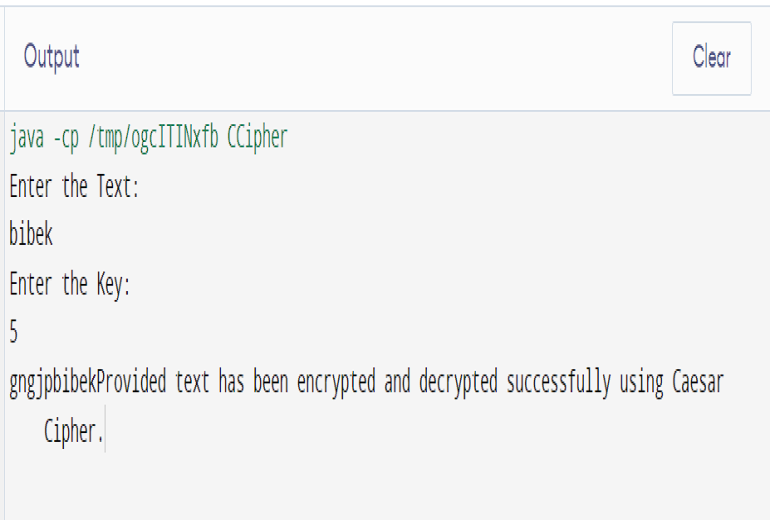 Output
Clear
java -cp /tmp/ogcITINxfb CCipher
Enter the Text:
bibek
Enter the Key:
5
gngjpbibekProvided text has been encrypted and decrypted successfully using Caesar
Cipher.